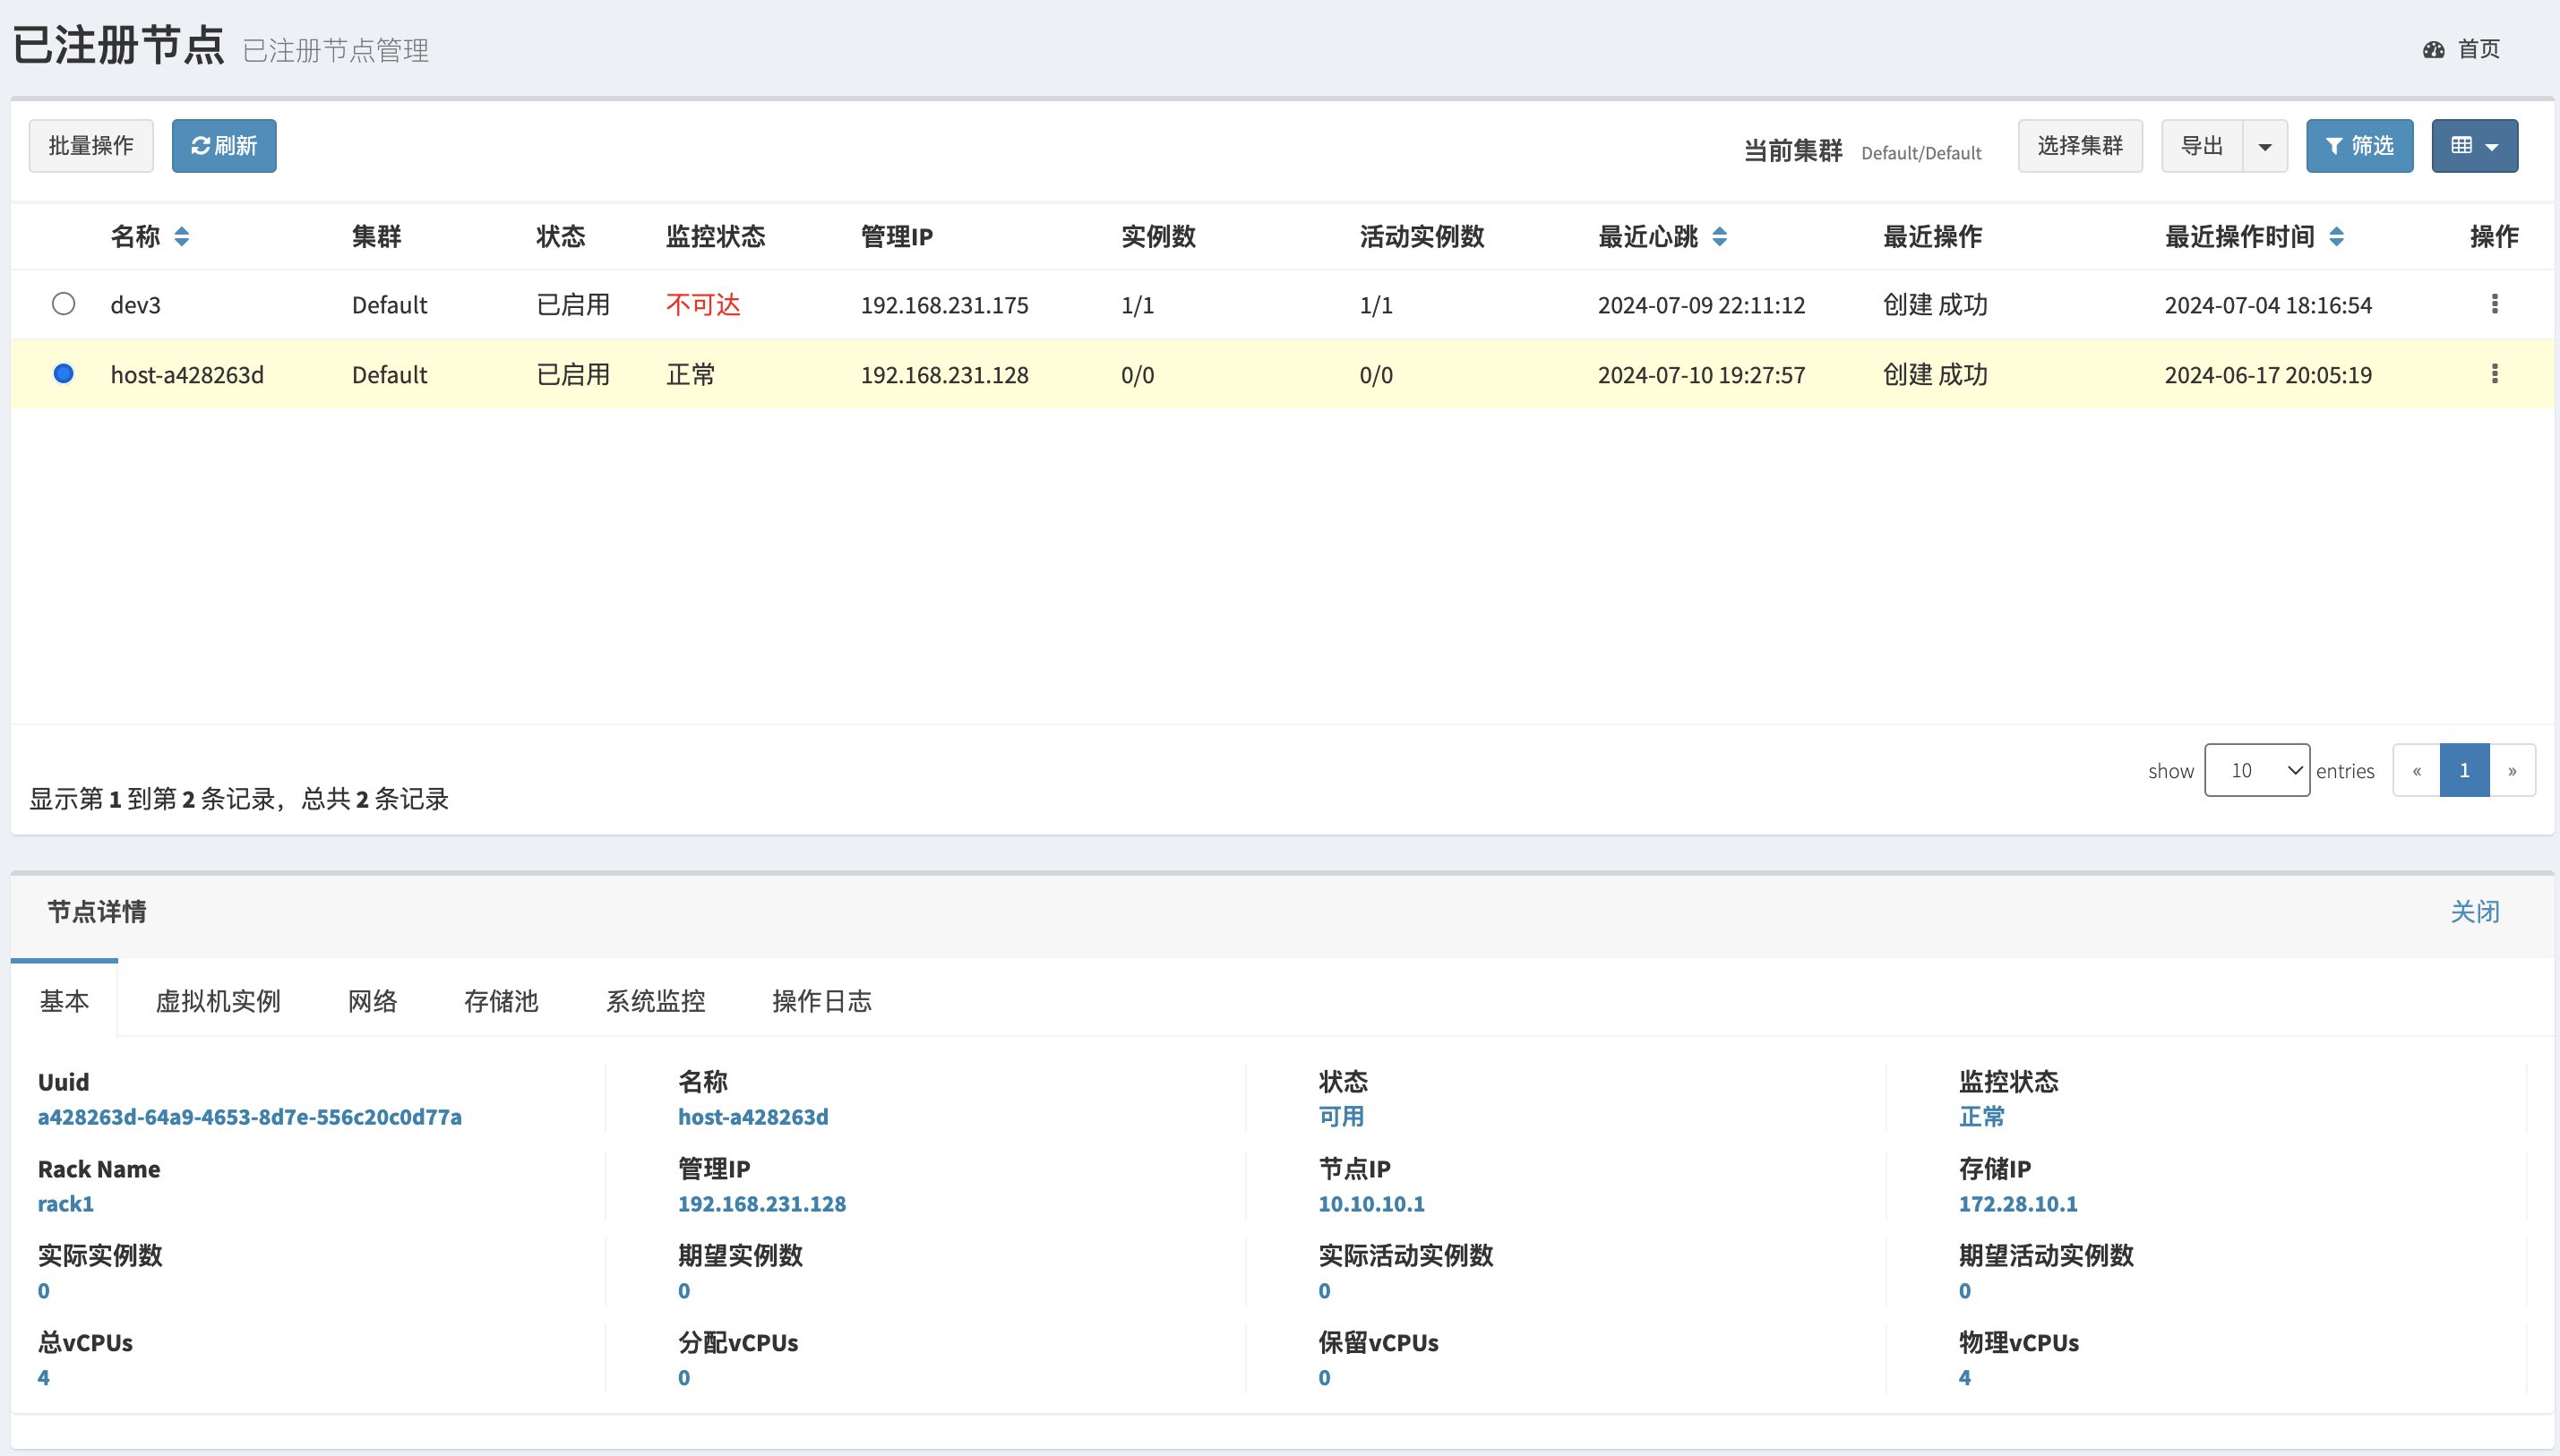 已注册节点 已注册节点管理 首页
批量操作 刷新 当前集群 Default/Default 选择集群 导出 筛选
名称 集群 状态 监控状态 管理IP 实例数 活动实例数 最近心跳 最近操作 最近操作时间 操作
dev3 Default 已启用 不可达 192.168.231.175 1/1 1/1 2024-07-09 22:11:12 创建 成功 2024-07-04 18:16:54
host-a428263d Default 已启用 正常 192.168.231.128 0/0 0/0 2024-07-10 19:27:57 创建 成功 2024-06-17 20:05:19
show 10 entries « 1 »
显示第 1 到第 2 条记录，总共 2 条记录
节点详情 关闭
基本 虚拟机实例 网络 存储池 系统监控 操作日志
Uuid 名称 状态 监控状态
a428263d-64a9-4653-8d7e-556c20c0d77a host-a428263d 可用 正常
Rack Name 管理IP 节点IP 存储IP
rack1 192.168.231.128 10.10.10.1 172.28.10.1
实际实例数 期望实例数 实际活动实例数 期望活动实例数
0 0 0 0
总vCPUs 分配vCPUs 保留vCPUs 物理vCPUs
4 0 0 4